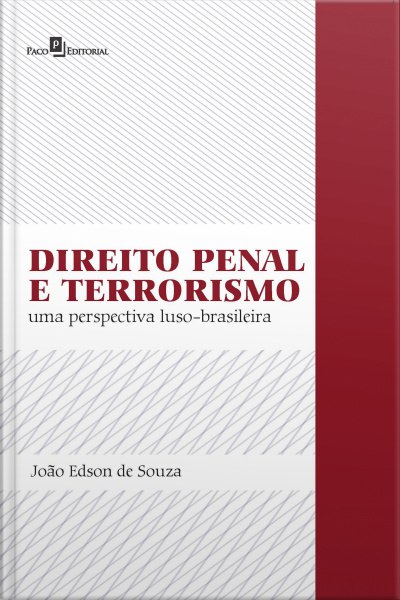 PACO P EDITORIAL
DIREITO PENAL
E TERRORISMO
uma perspectiva luso-brasileira
João Edson de Souza